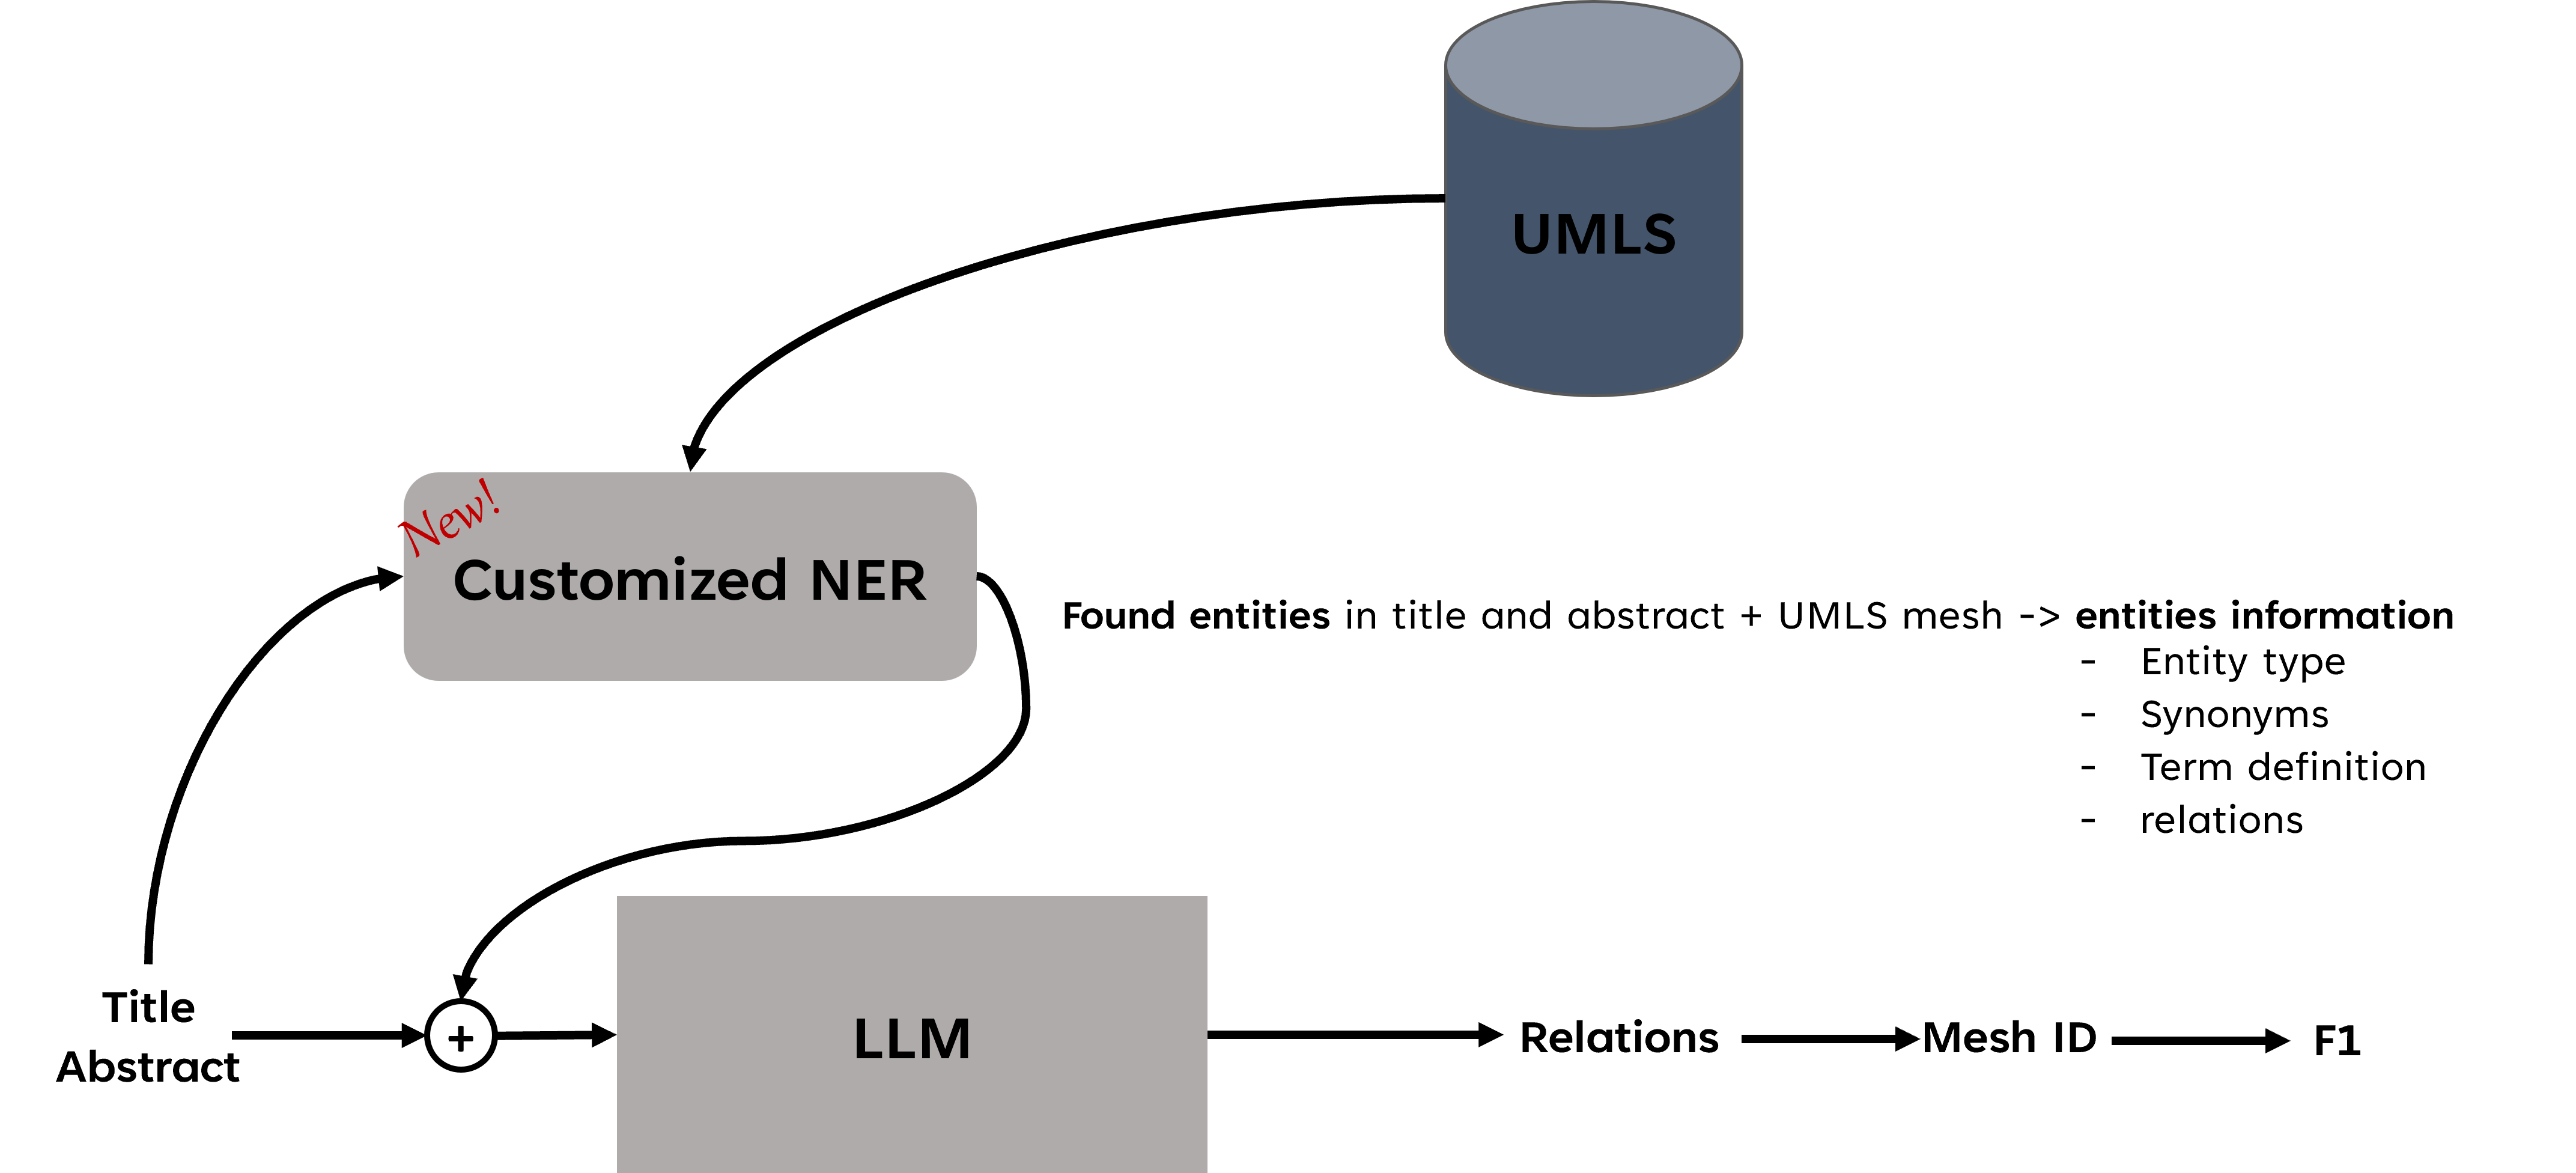 UMLS
New!
Customized NER
Found entities in title and abstract + UMLS mesh -> entities information
- Entity type
- Synonyms
- Term definition
- relations
Title
Abstract
+
LLM
Relations
Mesh ID
F1